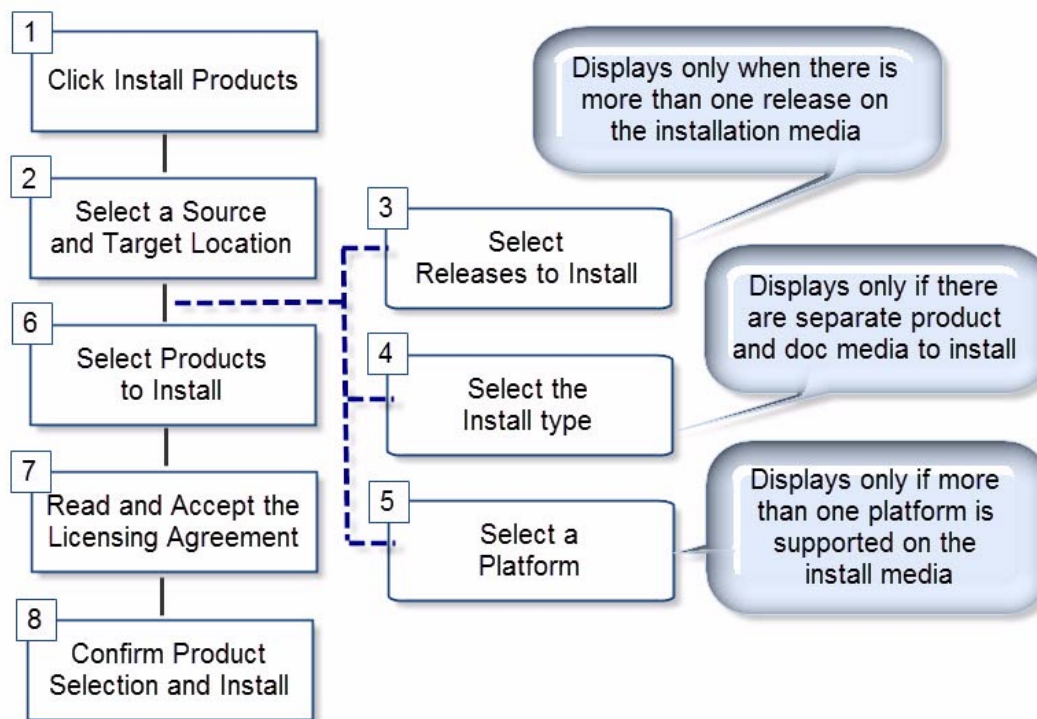 1
Click Install Products
2
Select a Source
and Target Location
3
Select
Releases to Install
Displays only when there is
more than one release on
the installation media
4
Select the
Install type
Displays only if there
are separate product
and doc media to install
5
Select a
Platform
Displays only if more
than one platform is
supported on the
install media
6
Select Products
to Install
7
Read and Accept the
Licensing Agreement
8
Confirm Product
Selection and Install